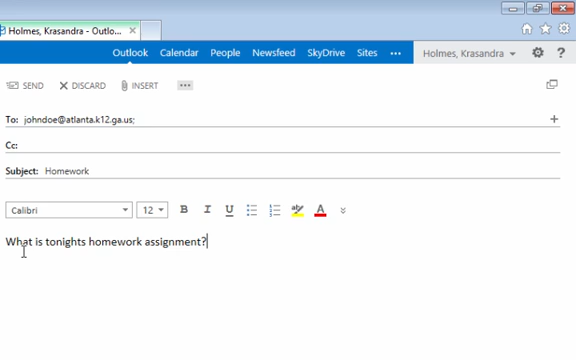 Holmes, Krasandra - Outlo...
Outlook Calendar People Newsfeed SkyDrive Sites ... Holmes, Krasandra ?
SEND DISCARD INSERT ...
To: johndoe@atlanta.k12.ga.us;
Cc:
Subject: Homework
Calibri 12 B I U aby A
What is tonights homework assignment?